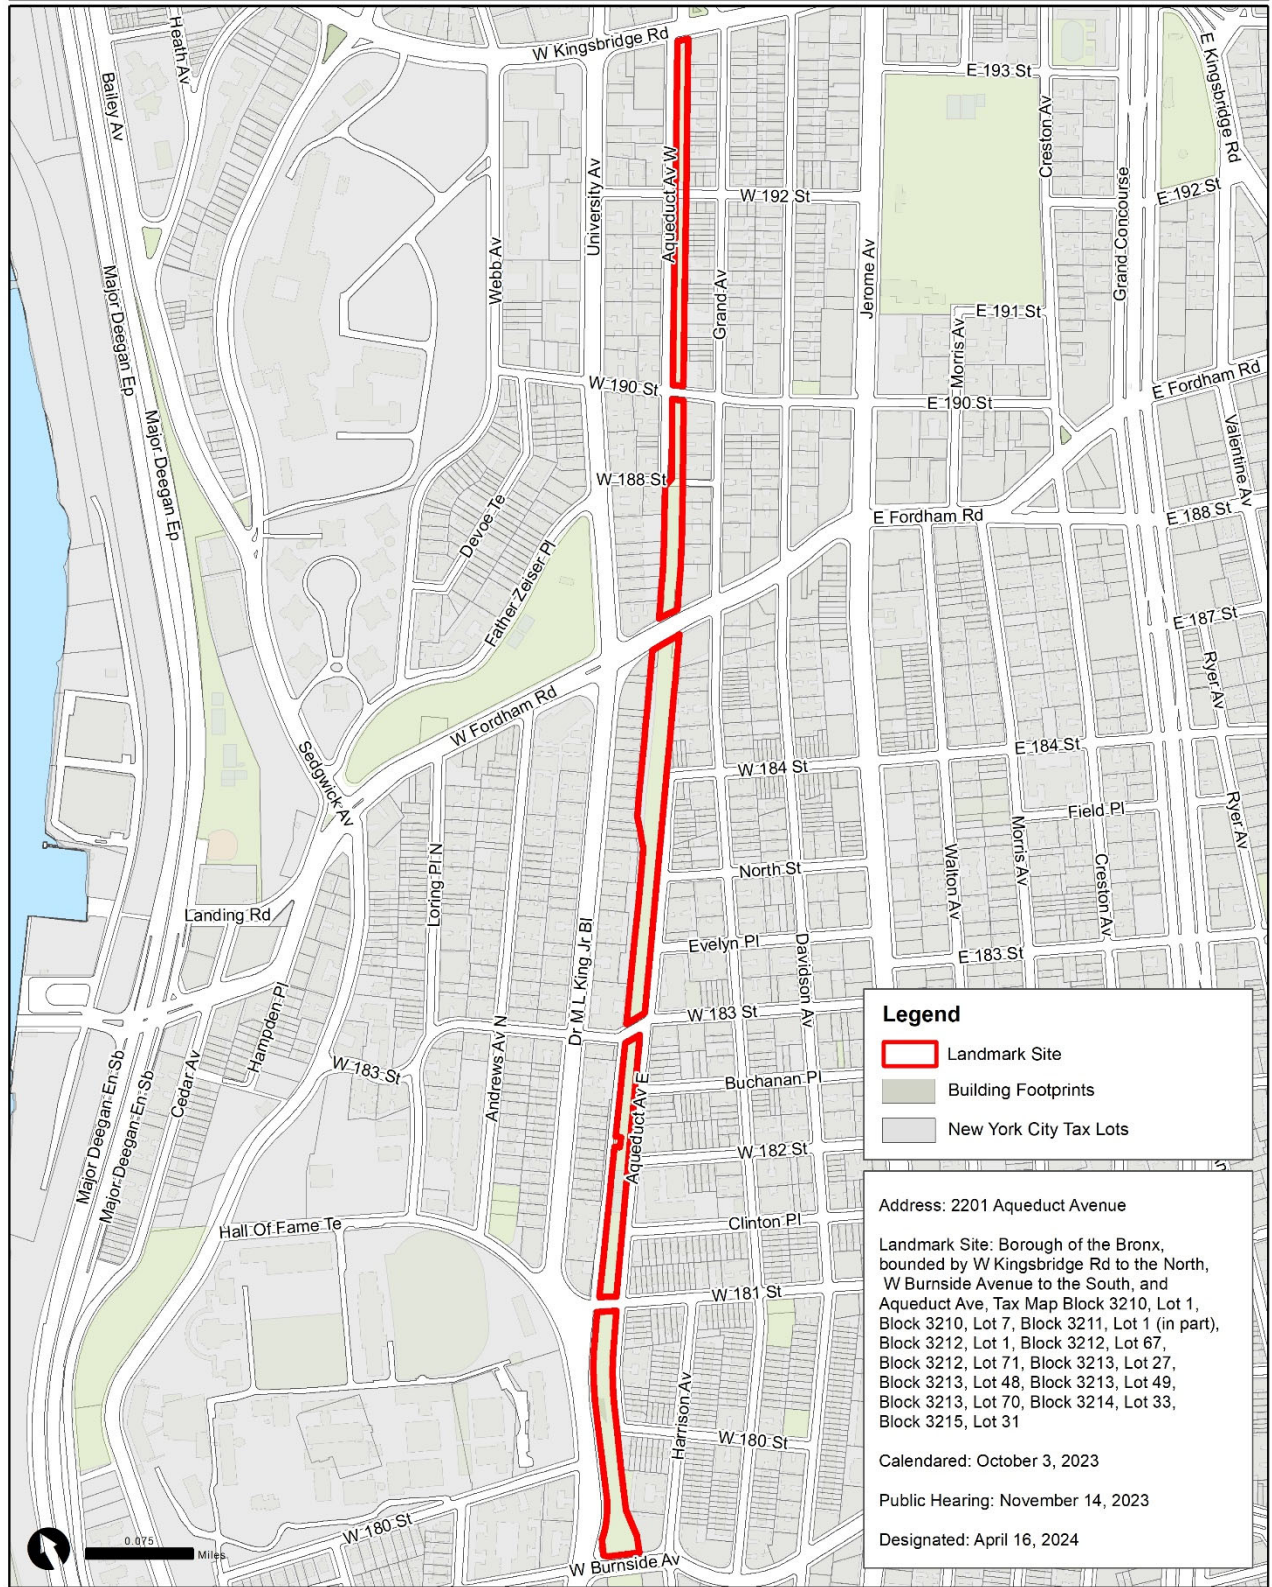 W Kingsbridge Rd
Heath Av
Bailey Av
E 193 St
E Kingsbridge Rd
Creston Av
University Av
Aqueduct Av W
W 192 St
E 192 St
Webb Av
Grand Av
Jerome Av
Grand Concourse
Major Deegan Ep
E 191 St
Morris Av
W 190 St
E 190 St
E Fordham Rd
Major Deegan Ep
Valentine Av
W 188 St
Devoe Te
E Fordham Rd
E 188 St
Father Zeiser Pl
E 187 St
Ryer Av
W Fordham Rd
E 184 St
W 184 St
Sedgwick Av
Field Pl
Ryer Av
Morris Av
Walton Av
Creston Av
Loring Pl N
North St
Landing Rd
Dr M L King Jr Bl
Evelyn Pl
Davidson Av
E 183 St
Hampden Pl
W 183 St
W 183 St
Andrews Av N
Cedar Av
Major Deegan En Sb
Major Deegan En Sb
Buchanan Pl
Aqueduct Av E
W 182 St
Hall Of Fame Te
Clinton Pl
W 181 St
Harrison Av
W 180 St
W 180 St
W Burnside Av
0.075
Miles
Legend
Landmark Site
Building Footprints
New York City Tax Lots
Address: 2201 Aqueduct Avenue
Landmark Site: Borough of the Bronx,
bounded by W Kingsbridge Rd to the North,
W Burnside Avenue to the South, and
Aqueduct Ave, Tax Map Block 3210, Lot 1,
Block 3210, Lot 7, Block 3211, Lot 1 (in part),
Block 3212, Lot 1, Block 3212, Lot 67,
Block 3212, Lot 71, Block 3213, Lot 27,
Block 3213, Lot 48, Block 3213, Lot 49,
Block 3213, Lot 70, Block 3214, Lot 33,
Block 3215, Lot 31
Calendared: October 3, 2023
Public Hearing: November 14, 2023
Designated: April 16, 2024